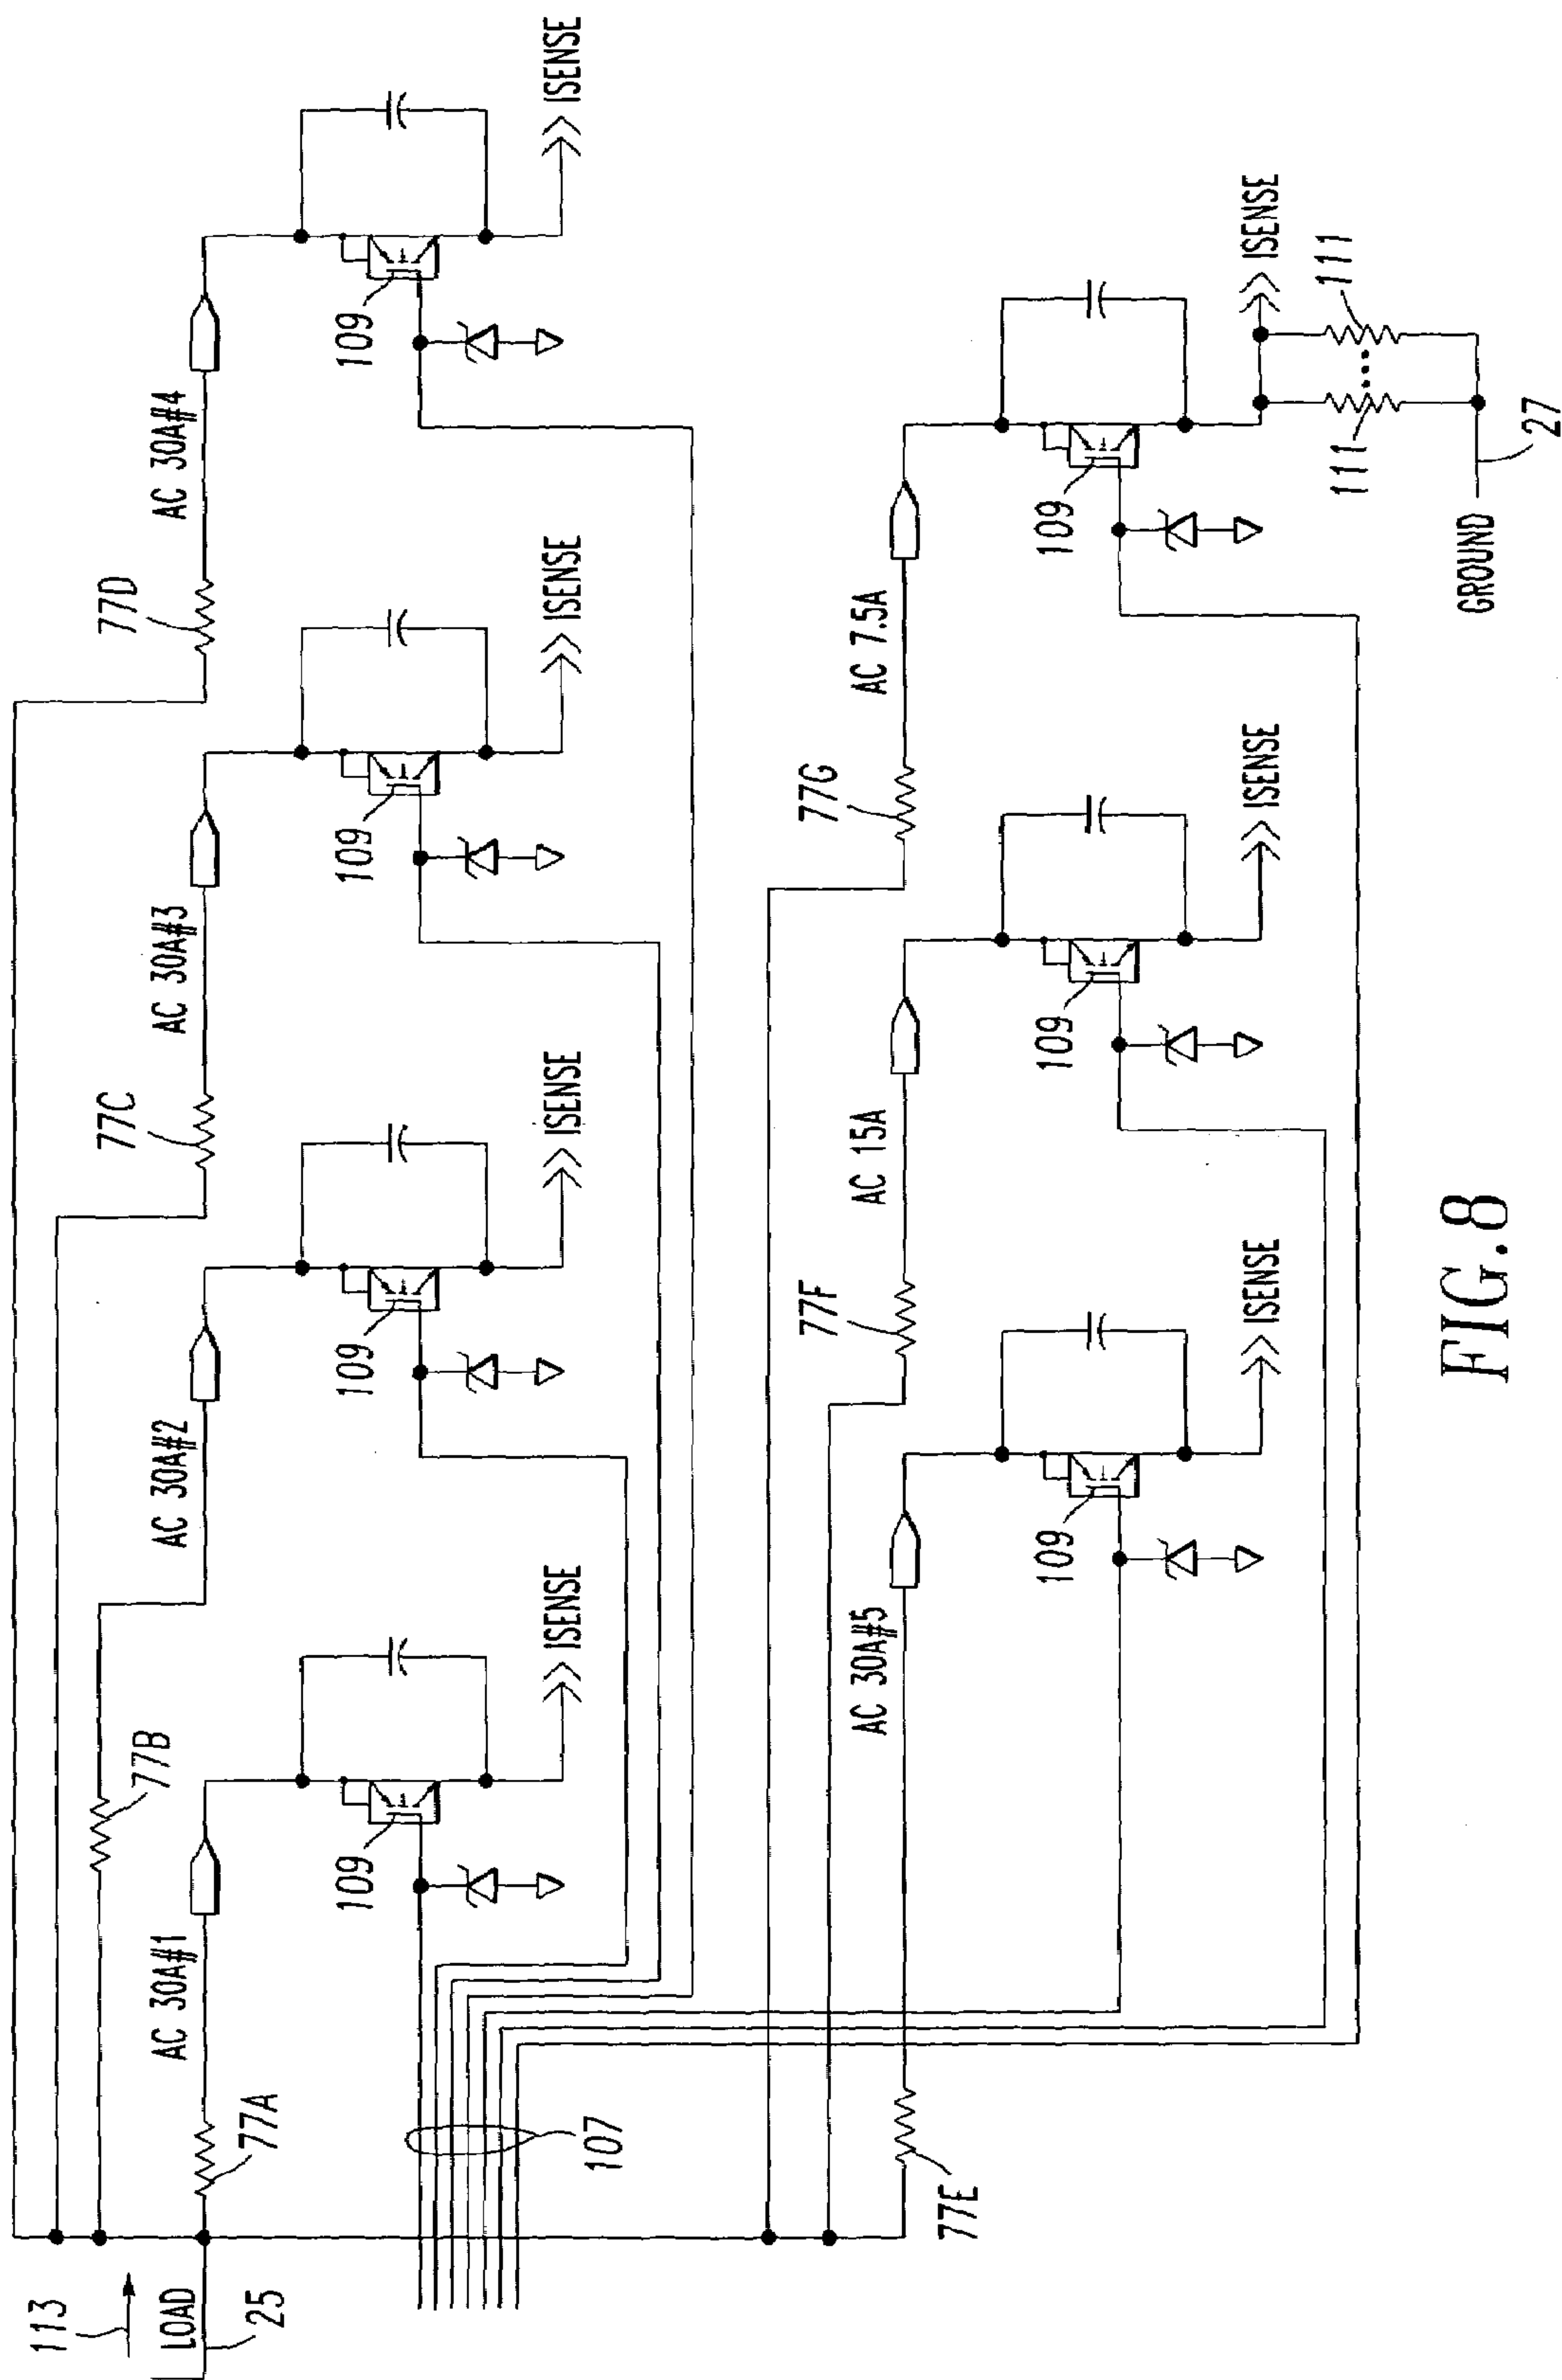 113
LOAD
25
77A
AC 30A#1
77B
AC 30A#2
77C
AC 30A#3
77D
AC 30A#4
109
109
109
109
ISENSE
ISENSE
ISENSE
ISENSE
107
77E
AC 30A#5
77F
AC 15A
77G
AC 7.5A
109
109
109
ISENSE
ISENSE
ISENSE
111
111
GROUND
27
FIG.8